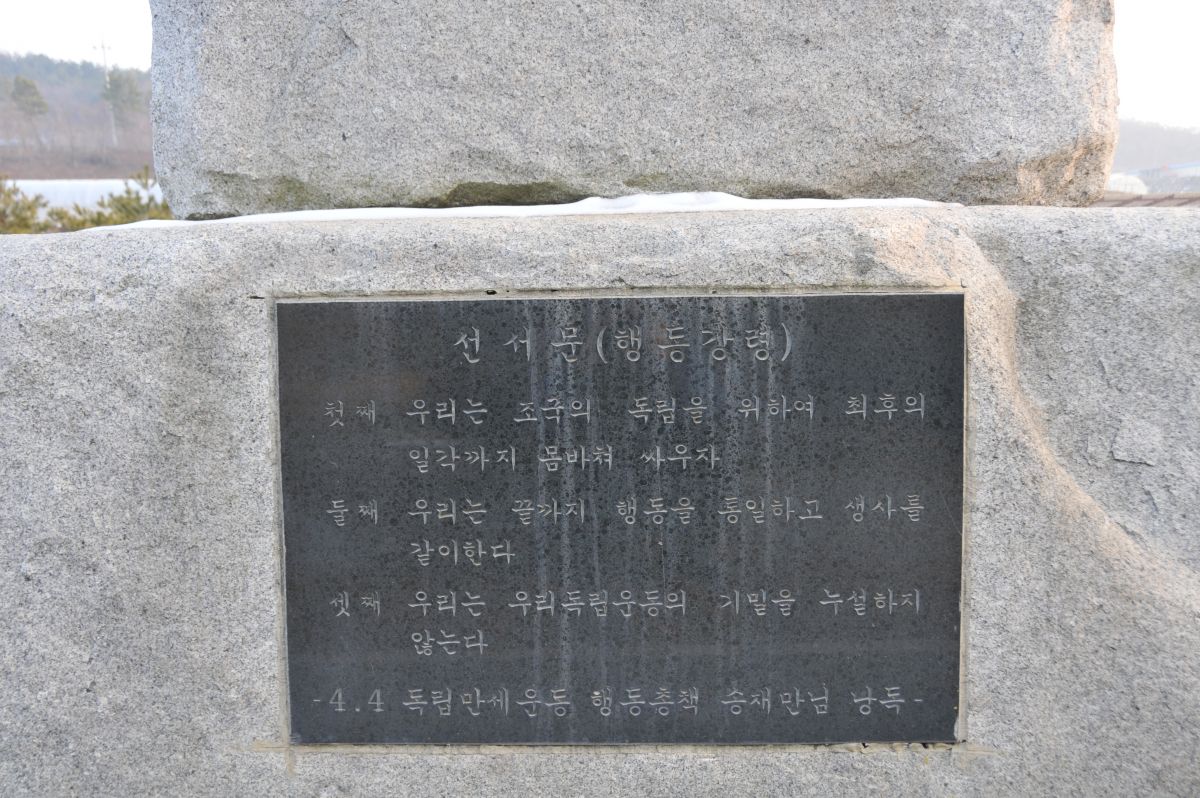 선서문(행동강령)
첫째 우리는 조국의 독립을 위하여 최후의
일각까지 몸바쳐 싸우자
둘째 우리는 끝까지 행동을 통일하고 생사를
같이한다
셋째 우리는 우리독립운동의 기밀을 누설하지
않는다
-4.4 독립만세운동 행동총책 송재만님 낭독-